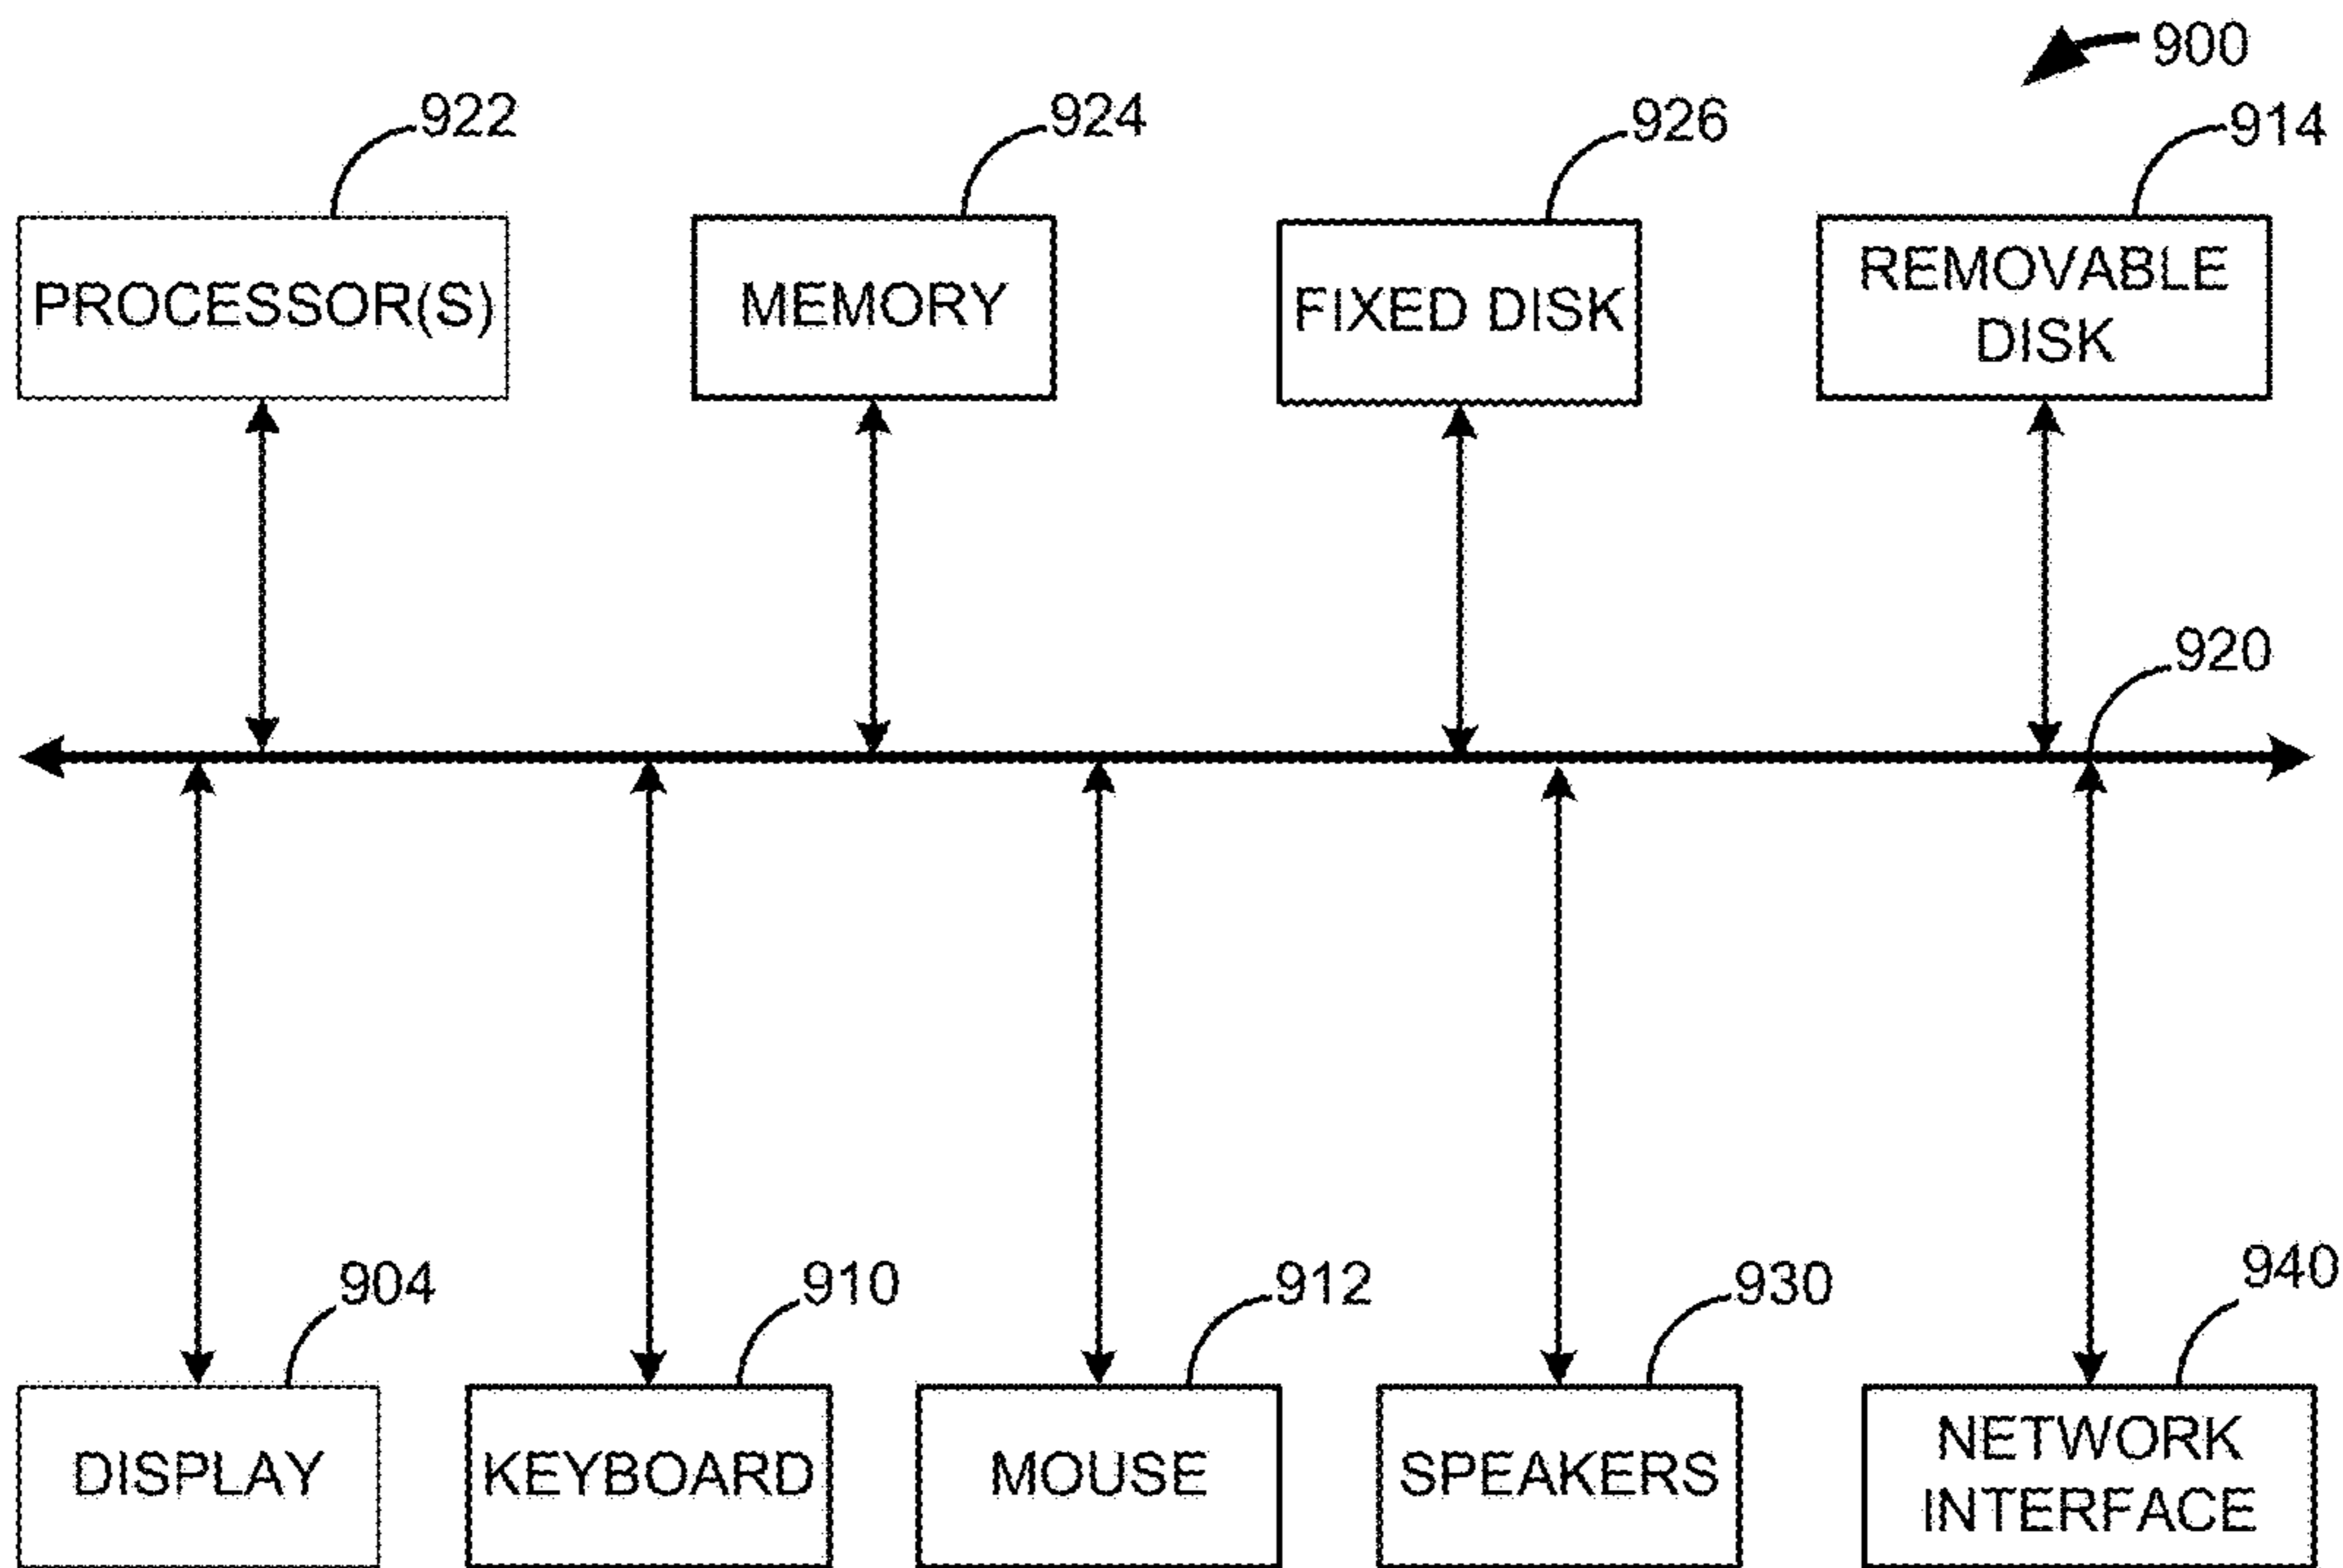 900
922
924
926
914
PROCESSOR(S)
MEMORY
FIXED DISK
REMOVABLE
DISK
920
904
910
912
930
940
DISPLAY
KEYBOARD
MOUSE
SPEAKERS
NETWORK
INTERFACE